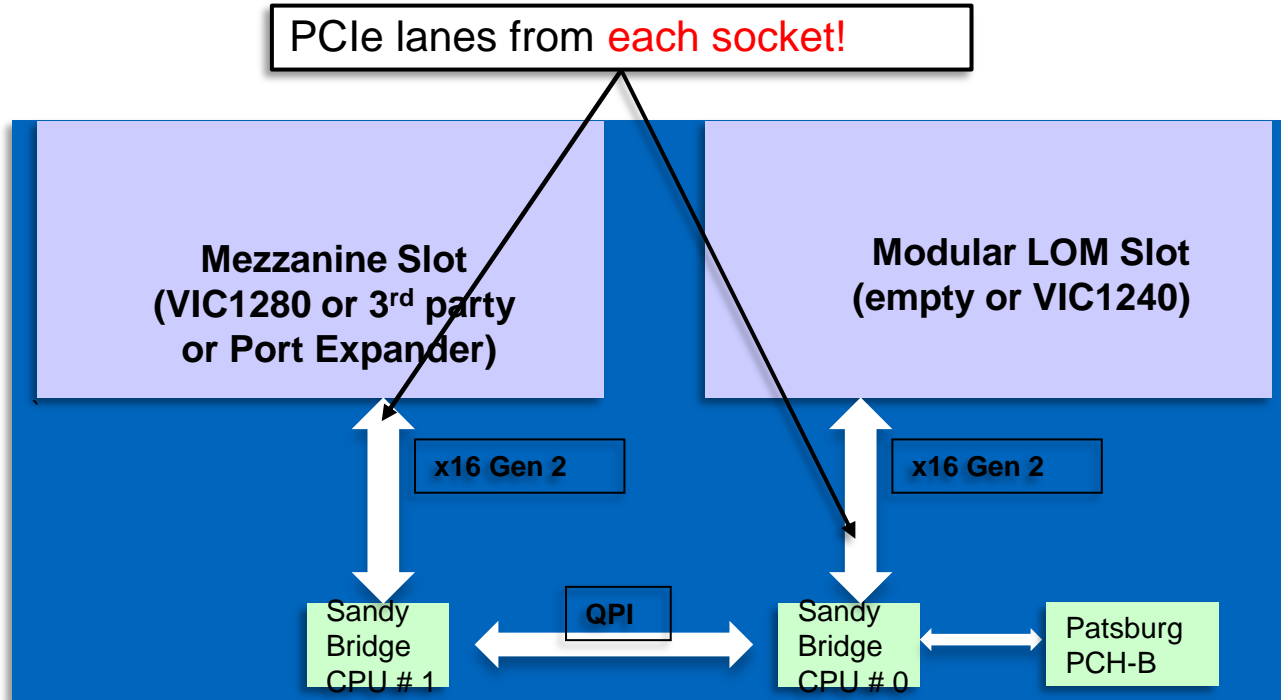 PCIe lanes from each socket!
Mezzanine Slot
(VIC1280 or 3rd party
or Port Expander)
Modular LOM Slot
(empty or VIC1240)
`
x16 Gen 2
x16 Gen 2
Sandy
Bridge
CPU # 1
QPI
Sandy
Bridge
CPU # 0
Patsburg
PCH-B